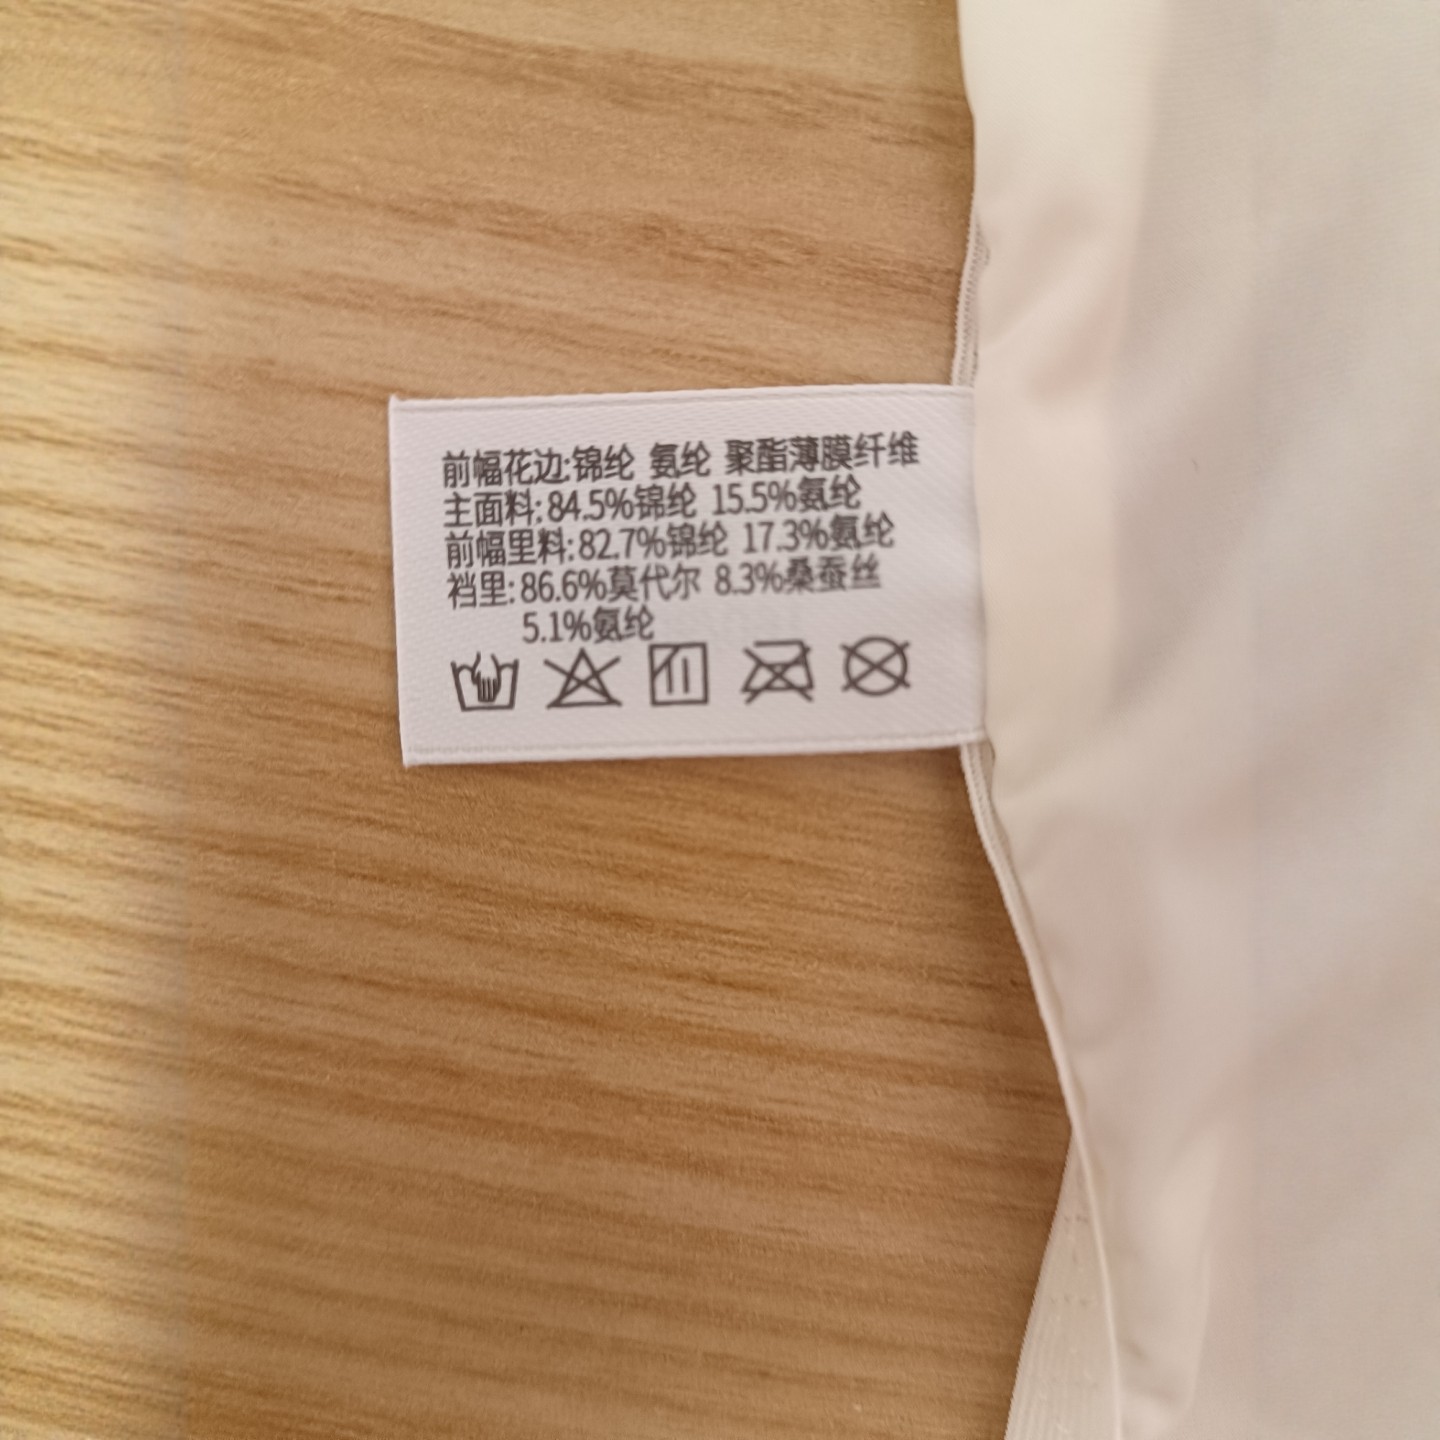 前幅花边:锦纶 氨纶 聚酯薄膜纤维
主面料:84.5%锦纶 15.5%氨纶
前幅里料:82.7%锦纶 17.3%氨纶
裆里:86.6%莫代尔 8.3%桑蚕丝
5.1%氨纶